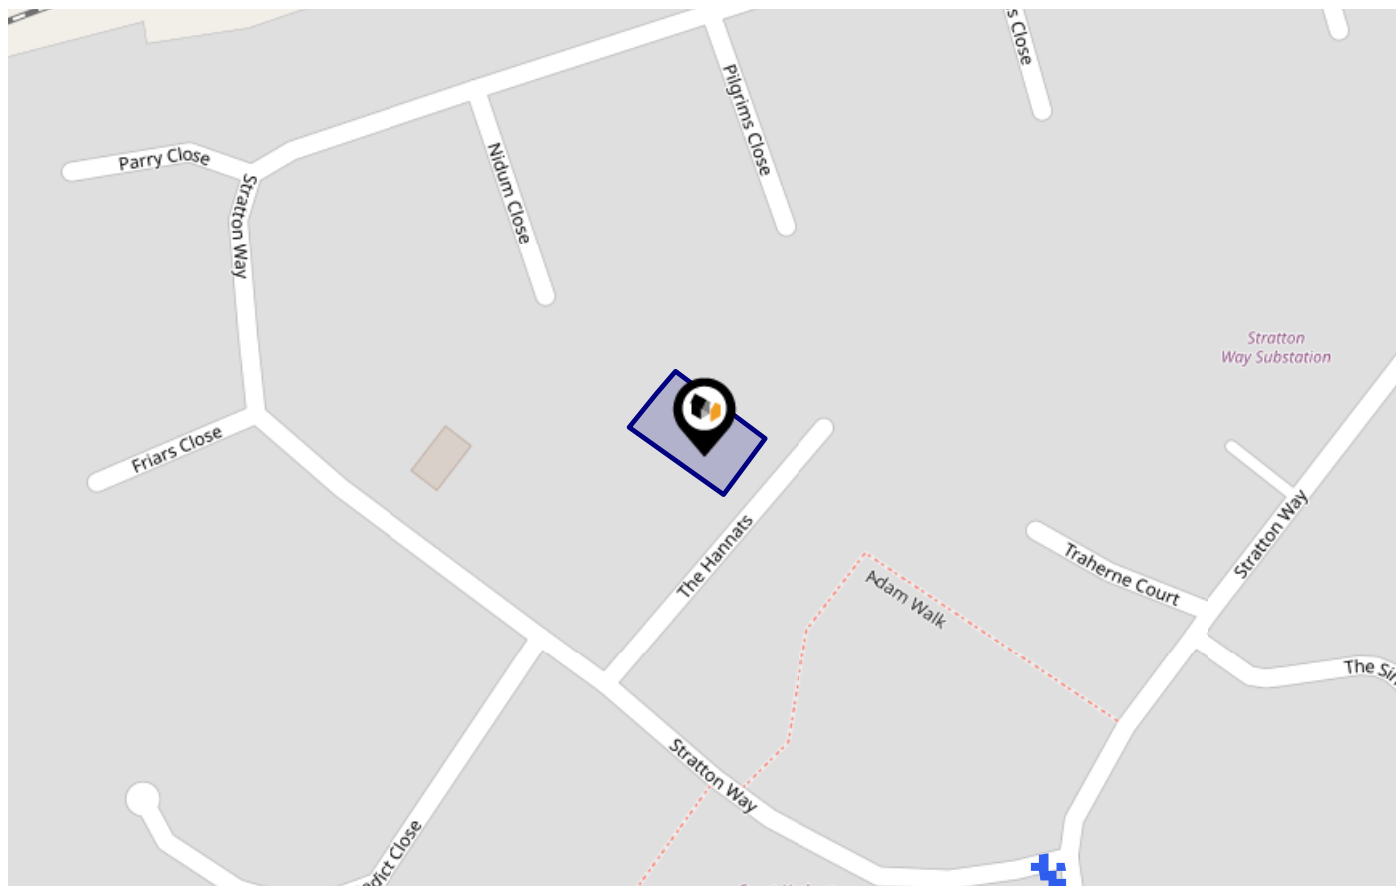 Close
Pilgrims Close
Parry Close
Nidum Close
Stratton Way
Stratton
Way Substation
Friars Close
The Hannats
Stratton Way
Traherne Court
Adam Walk
The
Stratton Way
Close